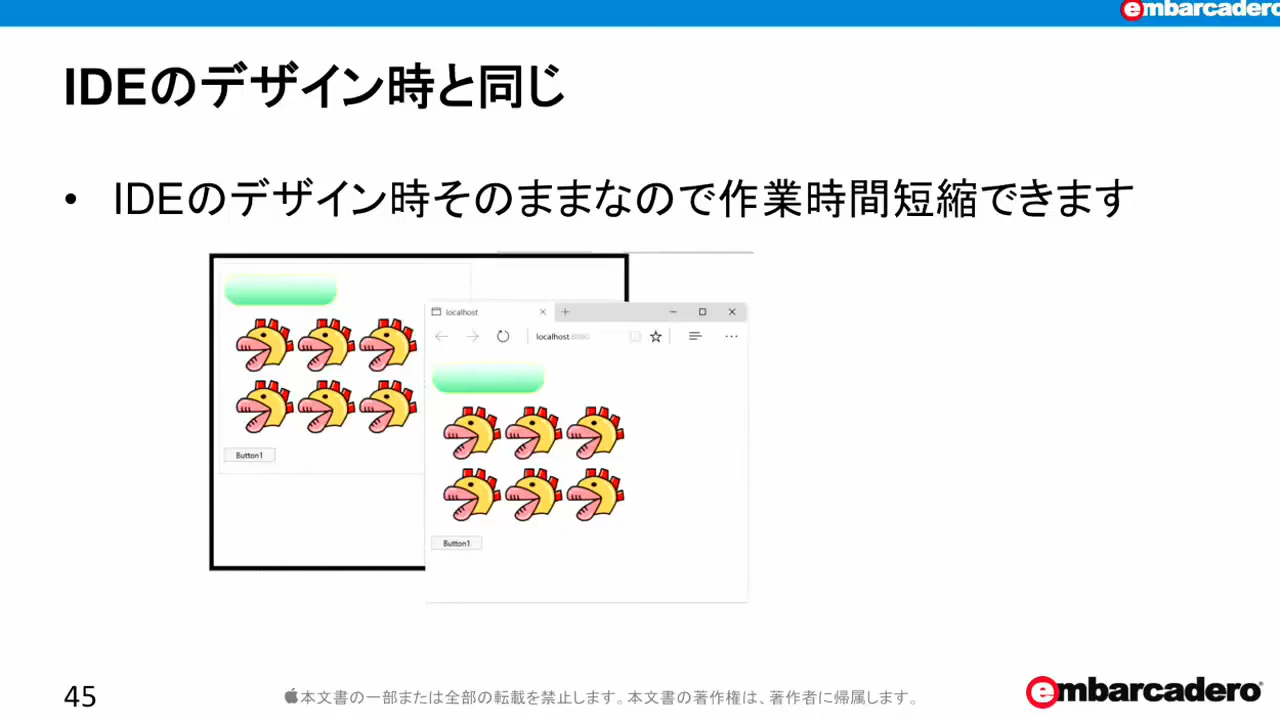 embarcadero
IDEのデザイン時と同じ
• IDEのデザイン時そのままなので作業時間短縮できます
localhost
localhost:8080
Button1
Button1
45
本文書の一部または全部の転載を禁止します。本文書の著作権は、著作者に帰属します。
embarcadero®